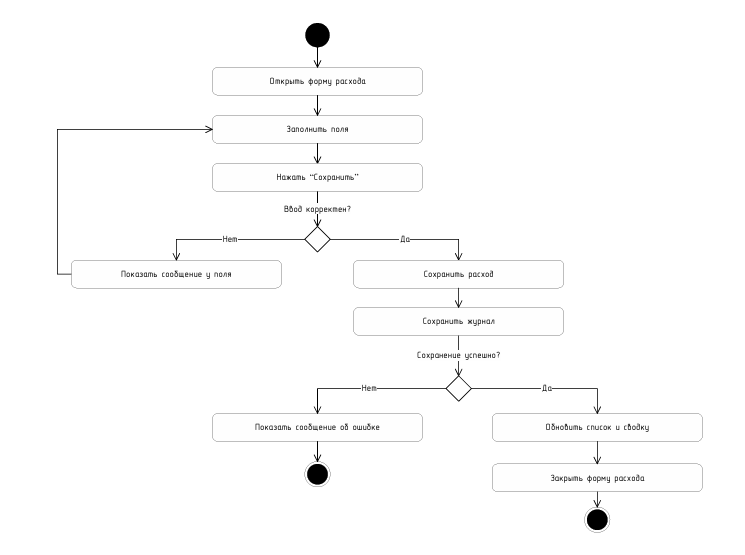 Открыть форму расхода
Заполнить поля
Нажать “Сохранить”
Ввод корректен?
Нет
Да
Показать сообщение у поля
Сохранить расход
Сохранить журнал
Сохранение успешно?
Нет
Да
Показать сообщение об ошибке
Обновить список и сводку
Закрыть форму расхода